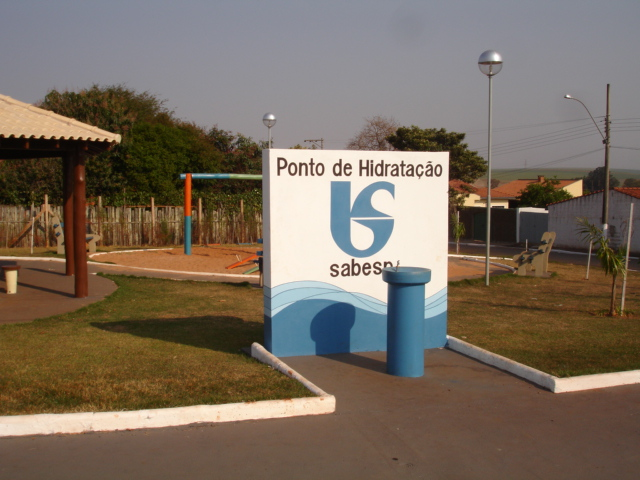 Ponto de Hidratação
sabesp